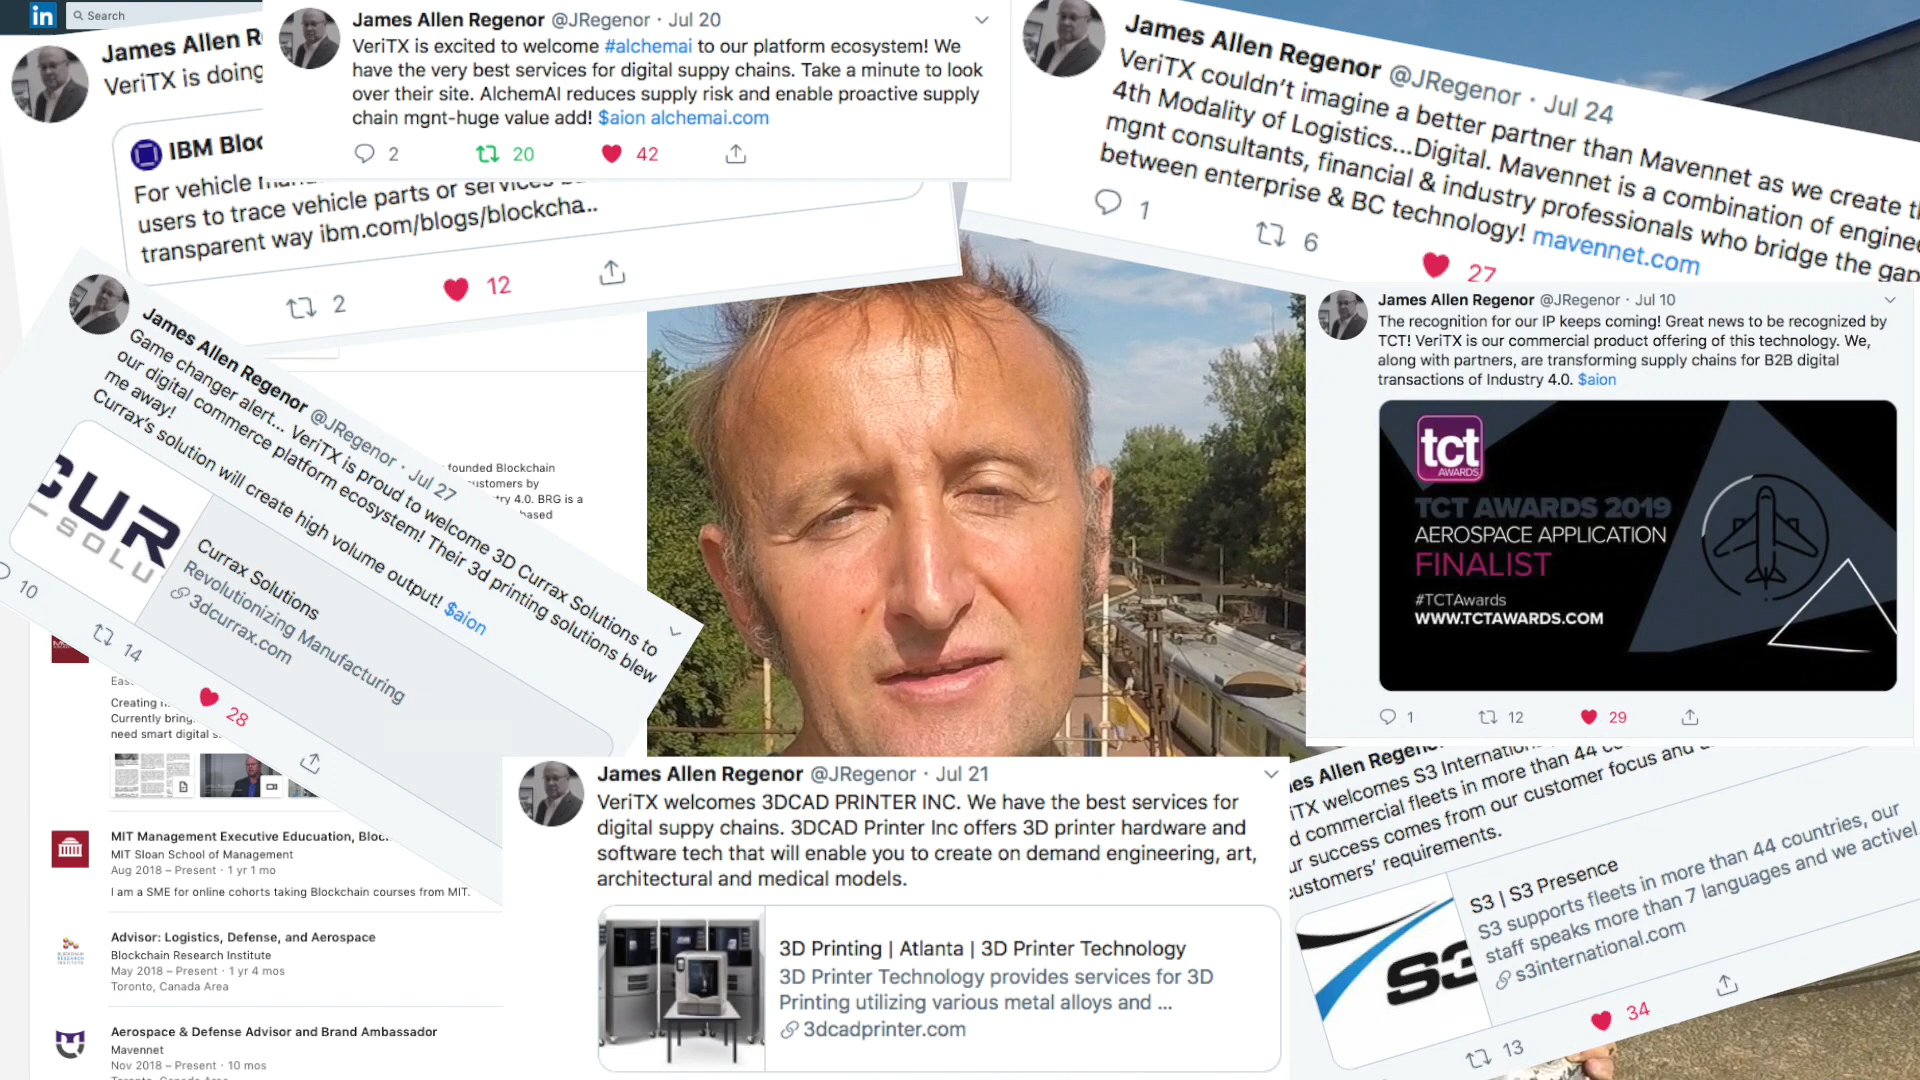 in
Search
James Allen R
VeriTX is doing
IBM Bloc
For vehicle
users to trace vehicle parts or services
transparent way ibm.com/blogs/blockcha...
2
12
James Allen Regenor @JRegenor · Jul 20
VeriTX is excited to welcome #alchemai to our platform ecosystem! We
have the very best services for digital suppy chains. Take a minute to look
over their site. AlchemAI reduces supply risk and enable proactive supply
chain mgnt-huge value add! $aion alchemai.com
2
20
42
James Allen Regenor @JRegenor · Jul 24
VeriTX couldn't imagine a better partner than Mavennet as we create t
4th Modality of Logistics...Digital. Mavennet is a combination of enginee
mgnt consultants, financial & industry professionals who bridge the gap
between enterprise & BC technology! mavennet.com
1
6
27
James Allen Regenor @JRegenor · Jul 27
Game changer alert... VeriTX is proud to welcome 3D Currax Solutions to
our digital commerce platform ecosystem! Their 3d printing solutions blew
me away!
Currax's solution will create high volume output! $aion
CUR
SOLU
Currax Solutions
Revolutionizing Manufacturing
3dcurrax.com
10
14
28
James Allen Regenor @JRegenor · Jul 10
The recognition for our IP keeps coming! Great news to be recognized by
TCT! VeriTX is our commercial product offering of this technology. We,
along with partners, are transforming supply chains for B2B digital
transactions of Industry 4.0. $aion
tct
AWARDS
TCT AWARDS 2019
AEROSPACE APPLICATION
FINALIST
#TCTAwards
WWW.TCTAWARDS.COM
1
12
29
founded Blockchain
ustomers by
try 4.0. BRG is a
based
Eas
Creating
Currently bring
need smart digital s
MIT Management Executive Educuation, Bloc
MIT Sloan School of Management
Aug 2018 – Present · 1 yr 1 mo
I am a SME for online cohorts taking Blockchain courses from MIT.
Advisor: Logistics, Defense, and Aerospace
Blockchain Research Institute
May 2018 – Present · 1 yr 4 mos
Toronto, Canada Area
Aerospace & Defense Advisor and Brand Ambassador
Mavennet
Nov 2018 – Present · 10 mos
Toronto, Canada Area
James Allen Regenor @JRegenor · Jul 21
VeriTX welcomes 3DCAD PRINTER INC. We have the best services for
digital suppy chains. 3DCAD Printer Inc offers 3D printer hardware and
software tech that will enable you to create on demand engineering, art,
architectural and medical models.
3D Printing | Atlanta | 3D Printer Technology
3D Printer Technology provides services for 3D
Printing utilizing various metal alloys and ...
3dcadprinter.com
es Allen Regenor
iTX welcomes S3 Internation
d commercial fleets in more than 44 co
ur success comes from our customer focus and
ustomers' requirements.
S3
S3 | S3 Presence
S3 supports fleets in more than 44 countries, our
staff speaks more than 7 languages and we activel
s3international.com
13
34